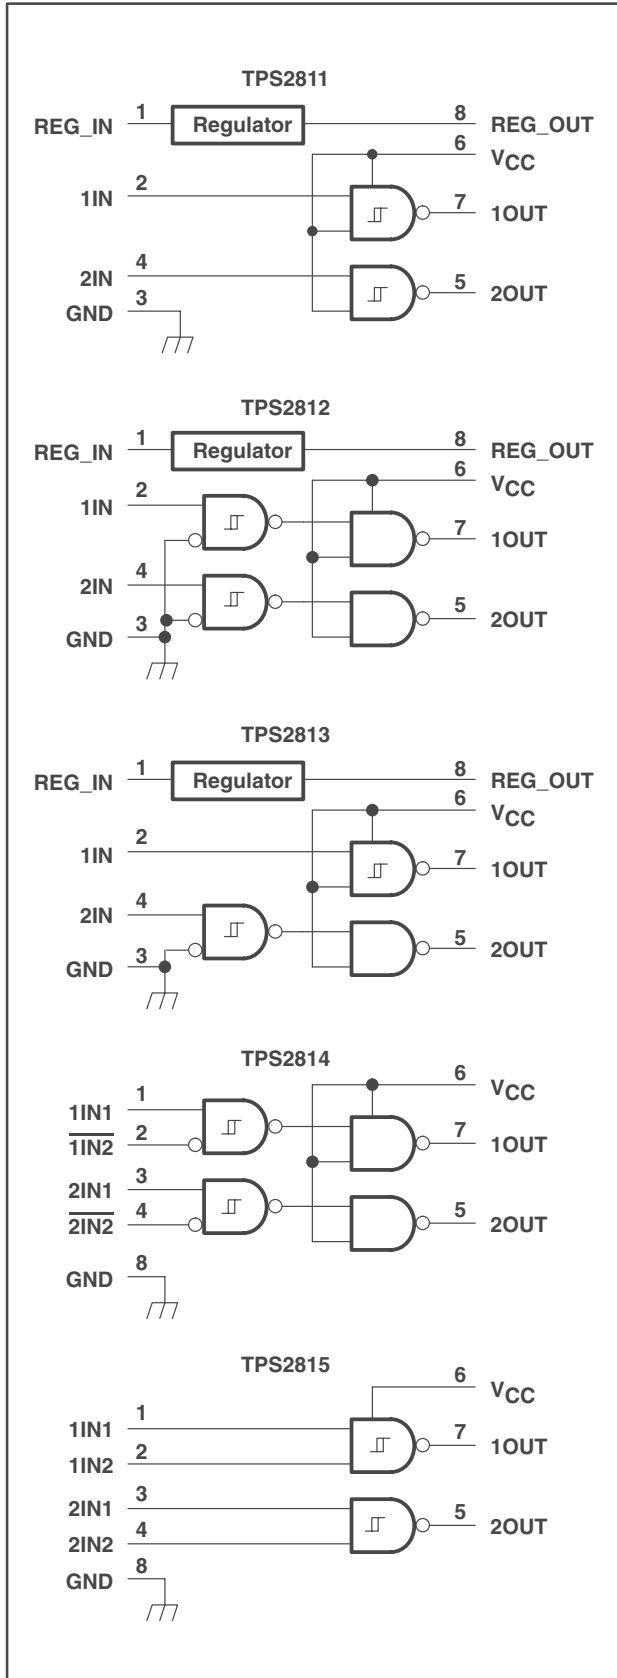 TPS2811
REG_IN 1 Regulator 8 REG_OUT
6 VCC
1IN 2 7 1OUT
2IN 4 5 2OUT
GND 3
TPS2812
REG_IN 1 Regulator 8 REG_OUT
6 VCC
1IN 2 7 1OUT
2IN 4 5 2OUT
GND 3
TPS2813
REG_IN 1 Regulator 8 REG_OUT
6 VCC
1IN 2 7 1OUT
2IN 4 5 2OUT
GND 3
TPS2814
6 VCC
1IN1 1 7 1OUT
1IN2 2
2IN1 3 5 2OUT
2IN2 4
GND 8
TPS2815
6 VCC
1IN1 1 7 1OUT
1IN2 2
2IN1 3 5 2OUT
2IN2 4
GND 8